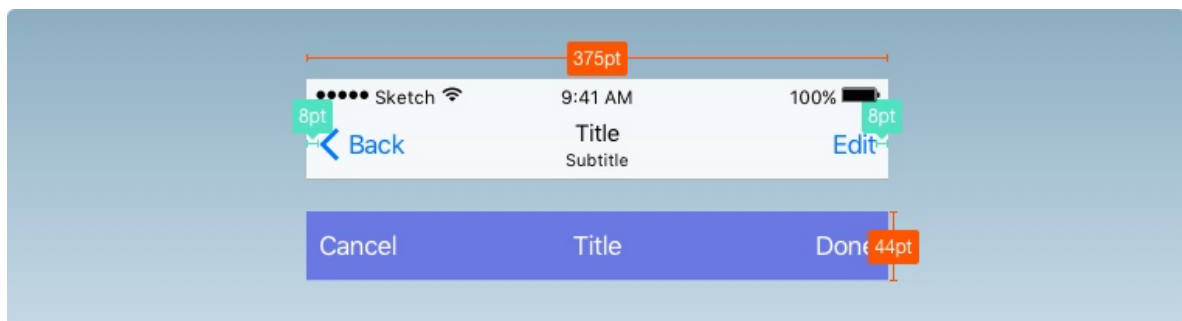 375pt
●●●●● Sketch 9:41 AM 100%
8pt 8pt
Back Title Edit
Subtitle
Cancel Title Done 44pt